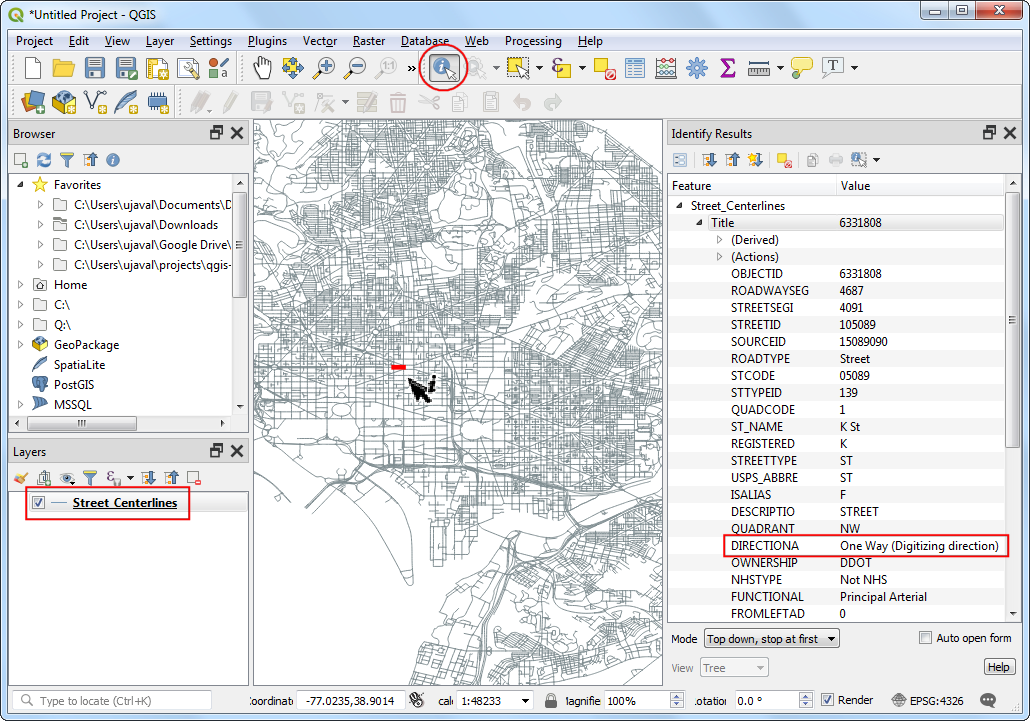 *Untitled Project - QGIS
Project Edit View Layer Settings Plugins Vector Raster Database Web Processing Help
Browser
Favorites
C:\Users\ujaval\Documents\D
C:\Users\ujaval\Downloads
C:\Users\ujaval\Google Drive\
C:\Users\ujaval\projects\qgis-
Home
C:\
Q:\
GeoPackage
SpatiaLite
PostGIS
MSSQL
Layers
Street_Centerlines
Identify Results
Feature Value
Street_Centerlines
Title 6331808
(Derived)
(Actions)
OBJECTID 6331808
ROADWAYSEG 4687
STREETSEGI 4091
STREETID 105089
SOURCEID 15089090
ROADTYPE Street
STCODE 05089
STTYPEID 139
QUADCODE 1
ST_NAME K St
REGISTERED K
STREETTYPE ST
USPS_ABBRE ST
ISALIAS F
DESCRIPTIO STREET
QUADRANT NW
DIRECTIONA One Way (Digitizing direction)
OWNERSHIP DDOT
NHSTYPE Not NHS
FUNCTIONAL Principal Arterial
FROMLEFTAD 0
Mode Top down, stop at first Auto open form
View Tree Help
Type to locate (Ctrl+K) Coordinat -77.0235,38.9014 cal 1:48233 lagnifie 100% otation 0.0 ° Render EPSG:4326